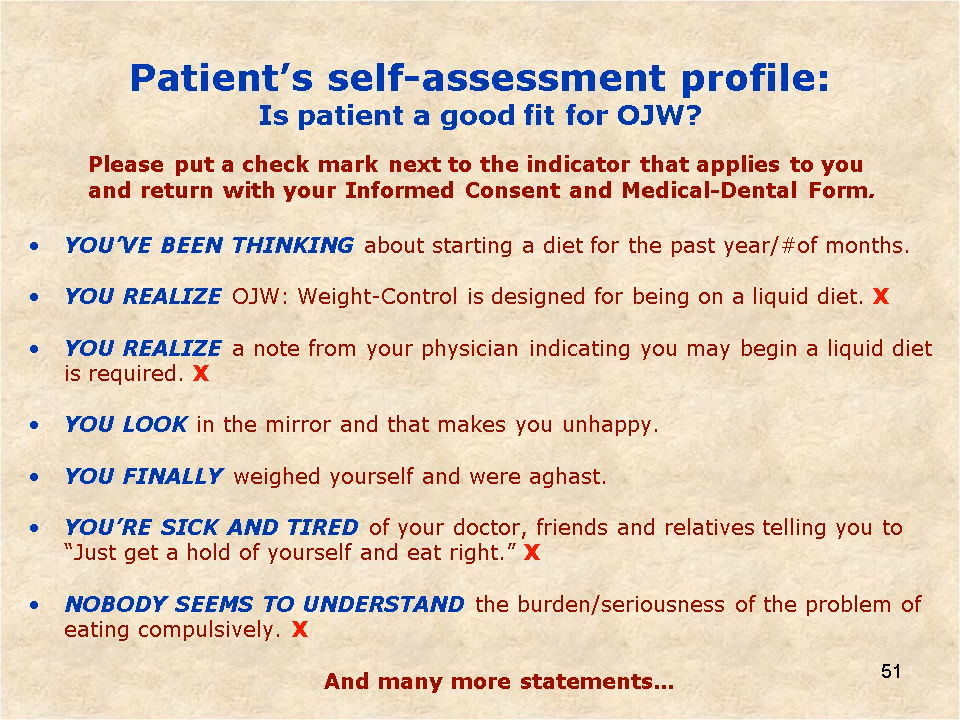 Patient’s self-assessment profile:
Is patient a good fit for OJW?
Please put a check mark next to the indicator that applies to you
and return with your Informed Consent and Medical-Dental Form.
• YOU’VE BEEN THINKING about starting a diet for the past year/#of months.
• YOU REALIZE OJW: Weight-Control is designed for being on a liquid diet. X
• YOU REALIZE a note from your physician indicating you may begin a liquid diet
is required. X
• YOU LOOK in the mirror and that makes you unhappy.
• YOU FINALLY weighed yourself and were aghast.
• YOU’RE SICK AND TIRED of your doctor, friends and relatives telling you to
“Just get a hold of yourself and eat right.” X
• NOBODY SEEMS TO UNDERSTAND the burden/seriousness of the problem of
eating compulsively. X
And many more statements…
51